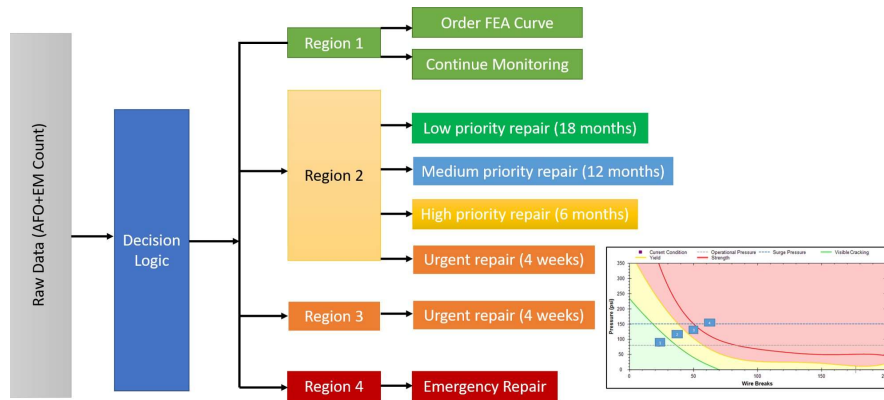 Raw Data (AFO+EM Count)
Decision
Logic
Region 1
Order FEA Curve
Continue Monitoring
Region 2
Low priority repair (18 months)
Medium priority repair (12 months)
High priority repair (6 months)
Urgent repair (4 weeks)
Region 3
Urgent repair (4 weeks)
Region 4
Emergency Repair
Current Condition
Operational Pressure
Surge Pressure
Visible Cracking
Yield
Strength
Pressure (psi)
350
300
250
200
150
100
50
0
0
50
100
150
Wire Breaks